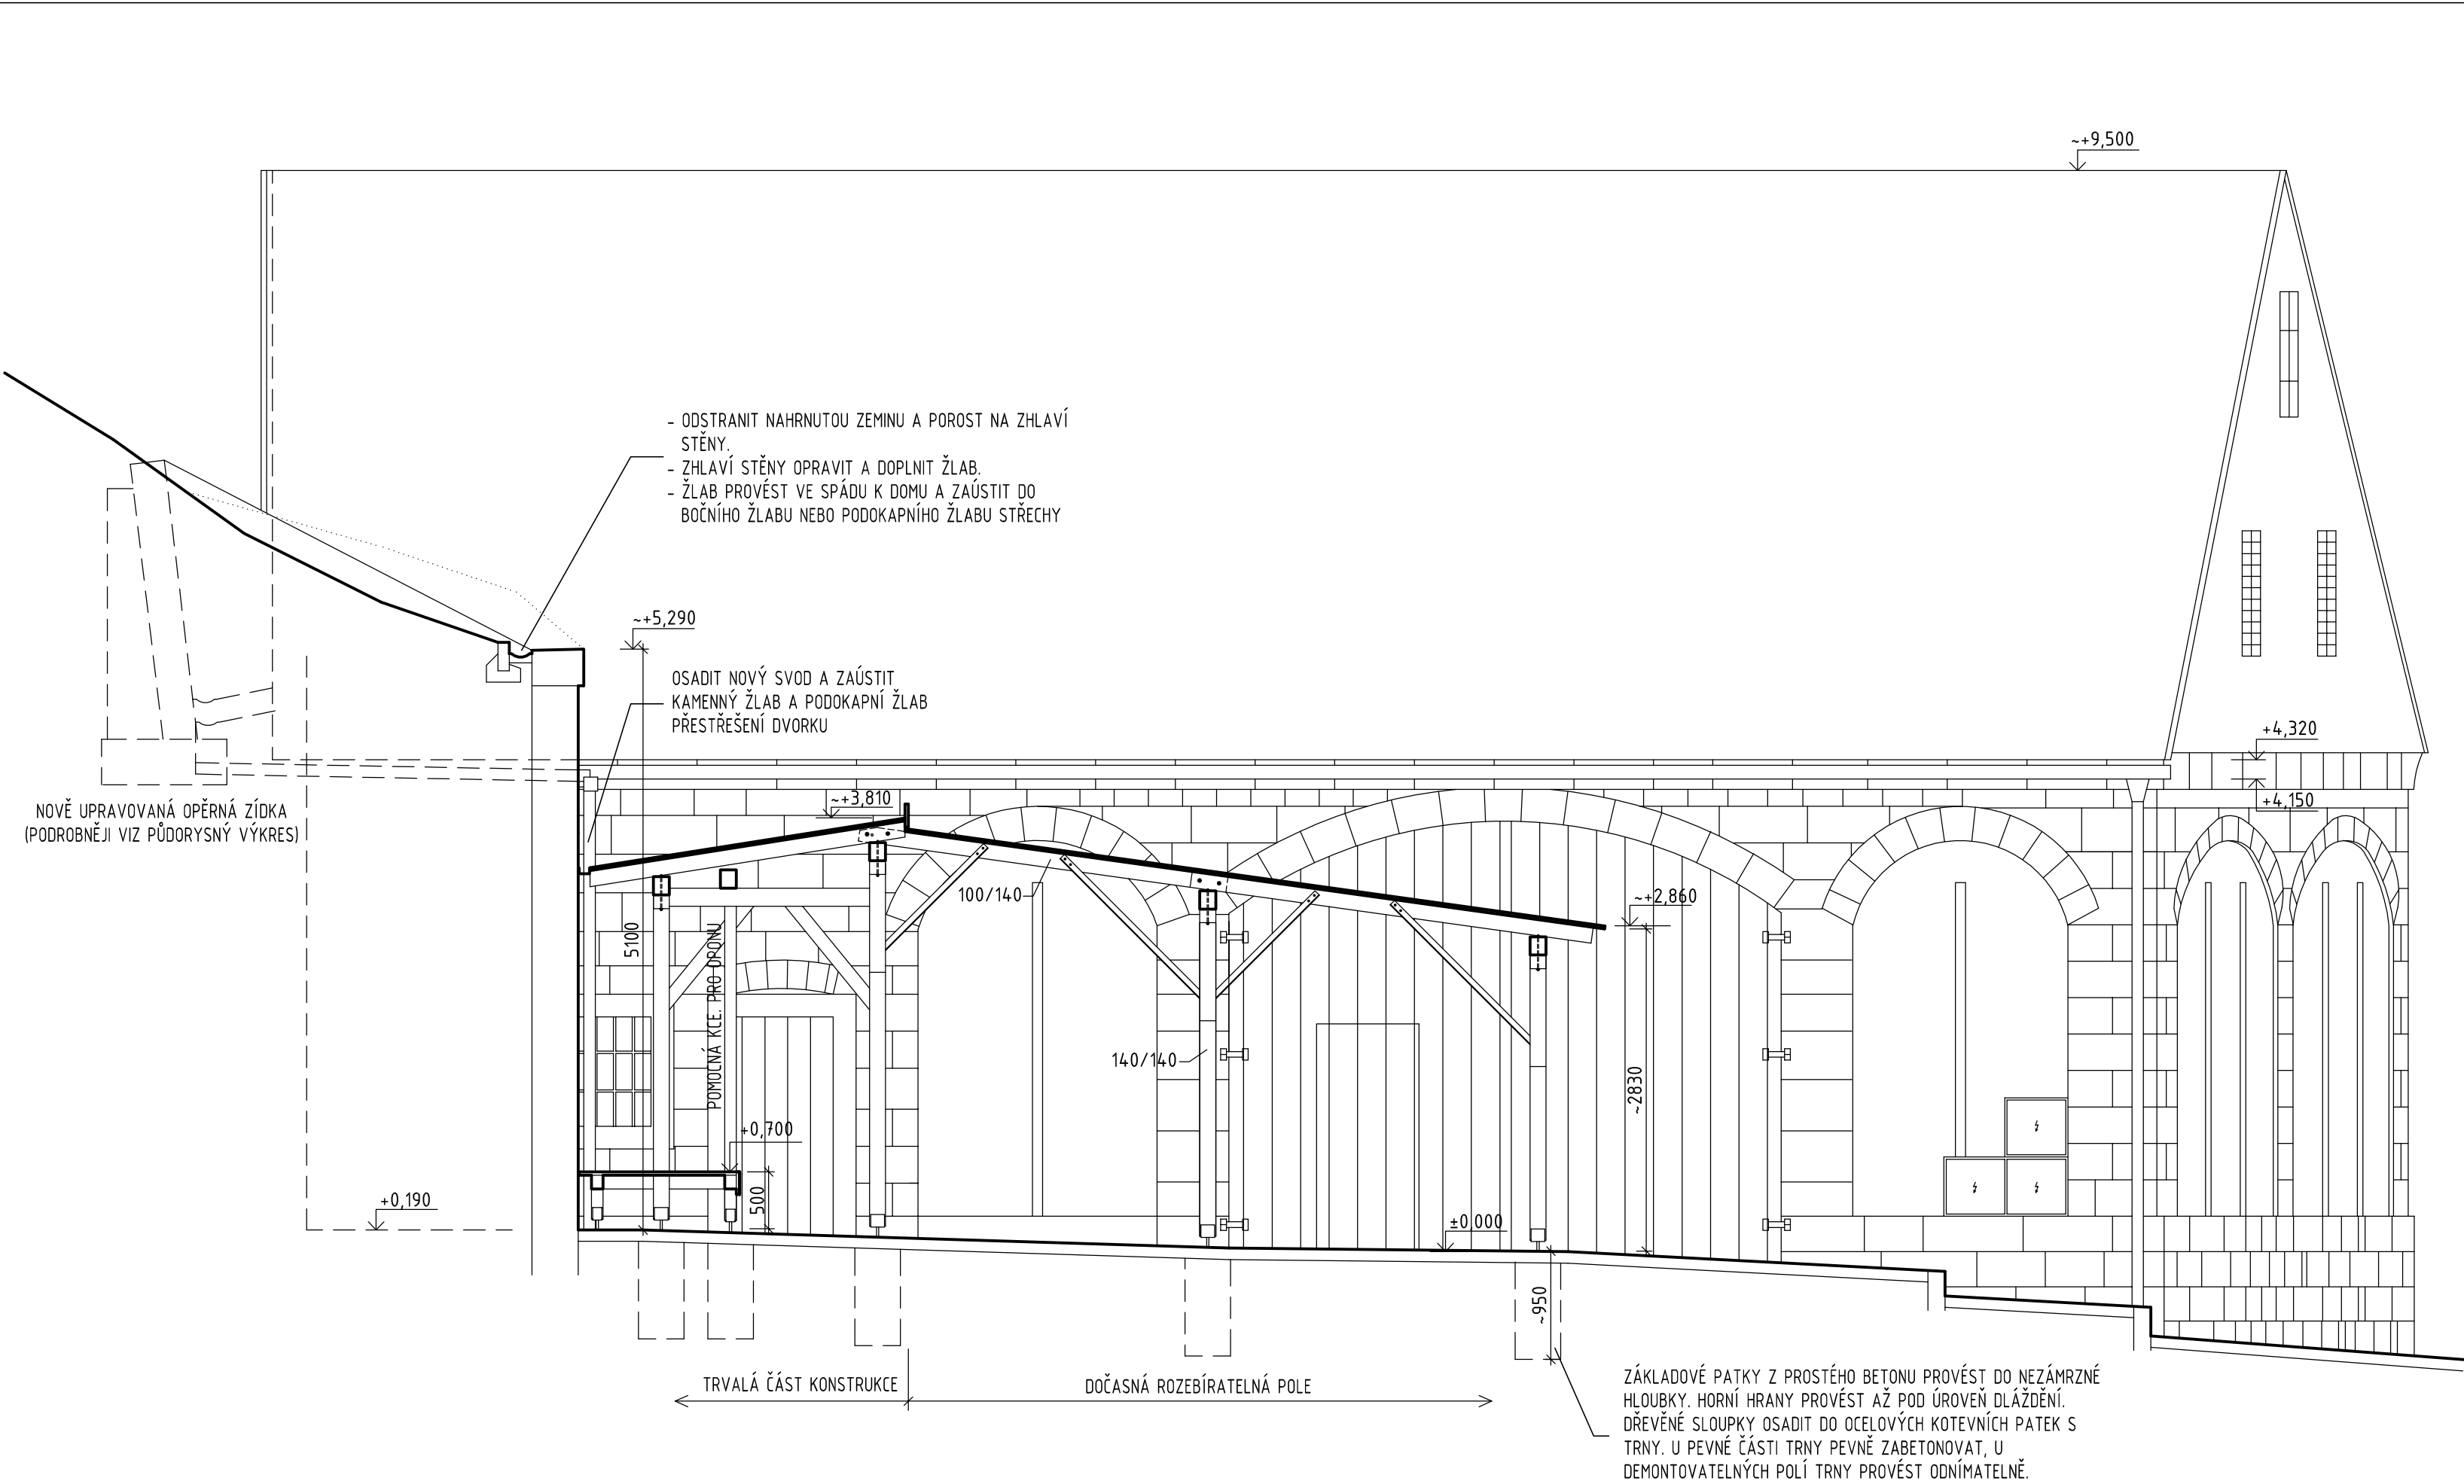 ~+9,500
- ODSTRANIT NAHRNUTOU ZEMINU A POROST NA ZHLAVÍ
STĚNY.
- ZHLAVÍ STĚNY OPRAVIT A DOPLNIT ŽLAB.
- ŽLAB PROVÉST VE SPÁDU K DOMU A ZAÚSTIT DO
BOČNÍHO ŽLABU NEBO PODOKAPNÍHO ŽLABU STŘECHY
~+5,290
OSADIT NOVÝ SVOD A ZAÚSTIT
KAMENNÝ ŽLAB A PODOKAPNÍ ŽLAB
PŘESTŘEŠENÍ DVORKU
+4,320
+4,150
~+3,810
NOVĚ UPRAVOVANÁ OPĚRNÁ ZÍDKA
(PODROBNĚJI VIZ PŮDORYSNÝ VÝKRES)
100/140
~+2,860
5100
POMOCNÁ KCE. PRO OPONU
140/140
~2830
+0,700
500
+0,190
±0,000
~950
TRVALÁ ČÁST KONSTRUKCE
DOČASNÁ ROZEBÍRATELNÁ POLE
ZÁKLADOVÉ PATKY Z PROSTÉHO BETONU PROVÉST DO NEZÁMRZNÉ
HLOUBKY. HORNÍ HRANY PROVÉST AŽ POD ÚROVEŇ DLÁŽDĚNÍ.
DŘEVĚNÉ SLOUPKY OSADIT DO OCELOVÝCH KOTEVNÍCH PATEK S
TRNY. U PEVNÉ ČÁSTI TRNY PEVNĚ ZABETONOVAT, U
DEMONTOVATELNÝCH POLÍ TRNY PROVÉST ODNÍMATELNĚ.